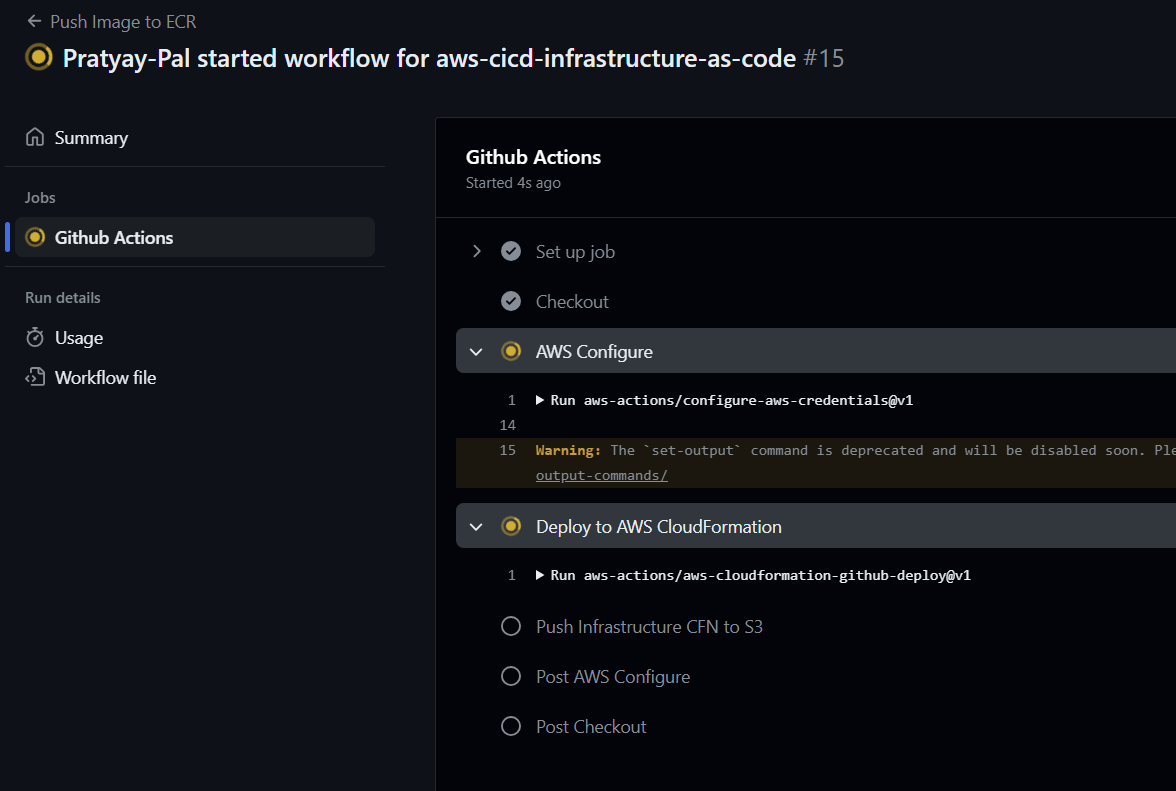 Push Image to ECR
Pratyay-Pal started workflow for aws-cicd-infrastructure-as-code #15
Summary
Jobs
Github Actions
Run details
Usage
Workflow file
Github Actions
Started 4s ago
Set up job
Checkout
AWS Configure
1 Run aws-actions/configure-aws-credentials@v1
14
15 Warning: The `set-output` command is deprecated and will be disabled soon. Ple
output-commands/
Deploy to AWS CloudFormation
1 Run aws-actions/aws-cloudformation-github-deploy@v1
Push Infrastructure CFN to S3
Post AWS Configure
Post Checkout